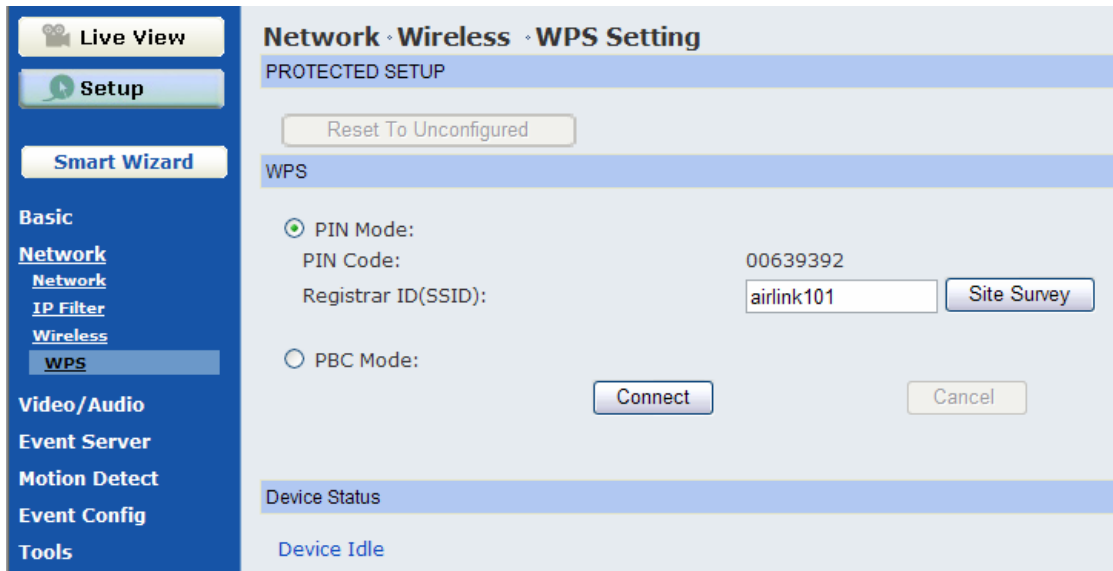 Live View
Setup
Smart Wizard
Basic
Network
Network
IP Filter
Wireless
WPS
Video/Audio
Event Server
Motion Detect
Event Config
Tools
Network Wireless WPS Setting
PROTECTED SETUP
Reset To Unconfigured
WPS
PIN Mode:
PIN Code: 00639392
Registrar ID(SSID): airlink101 Site Survey
PBC Mode:
Connect Cancel
Device Status
Device Idle